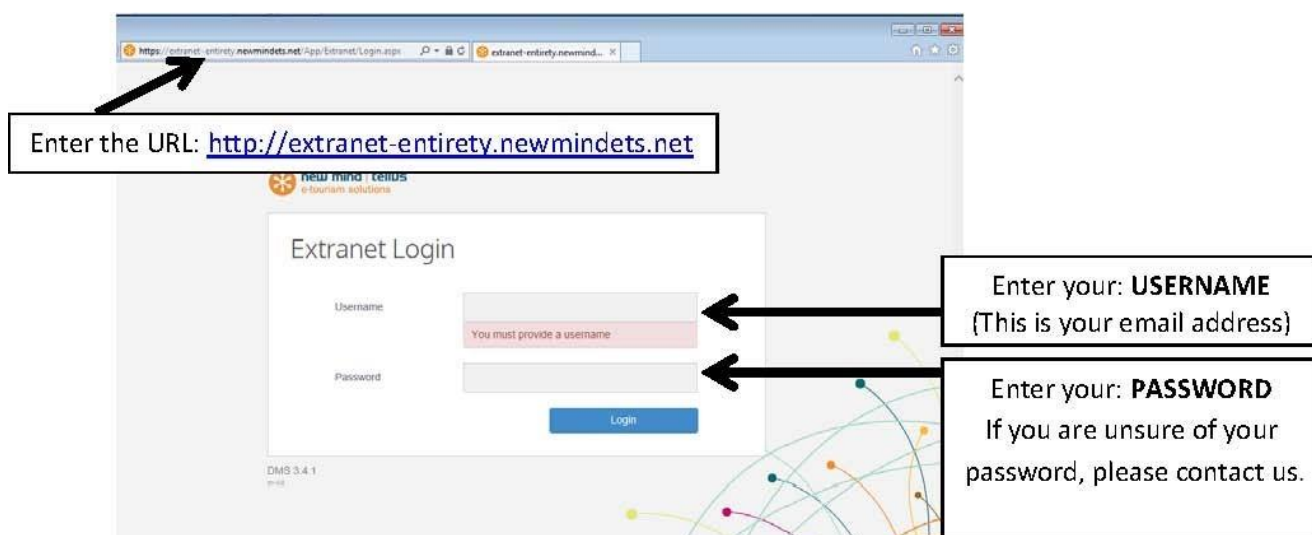 https://extranet-entirety.newmindets.net/App/Extranet/Login.aspx
extranet-entirety.newmind...
Enter the URL: http://extranet-entirety.newmindets.net
new mind | tellus
e-tourism solutions
Extranet Login
Username
You must provide a username
Password
Login
DMS 3.4.1
Enter your: USERNAME
(This is your email address)
Enter your: PASSWORD
If you are unsure of your
password, please contact us.